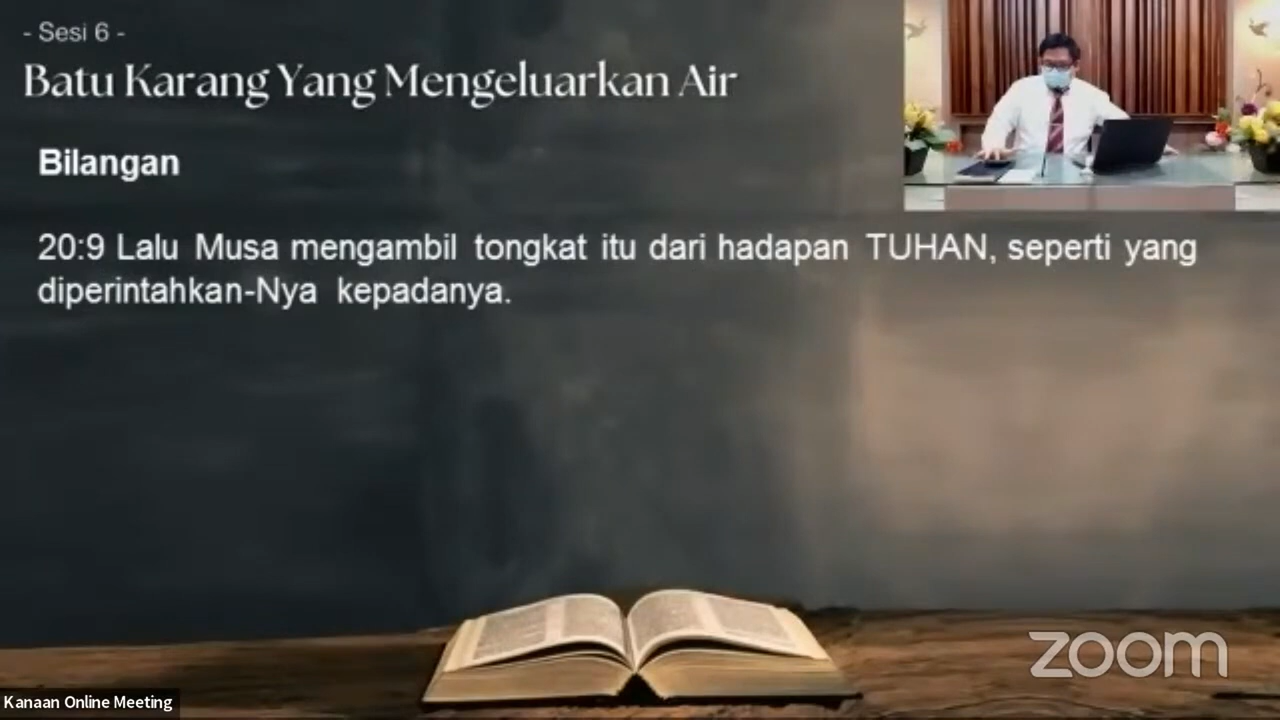 - Sesi 6 -
Batu Karang Yang Mengeluarkan Air
Bilangan
20:9 Lalu Musa mengambil tongkat itu dari hadapan TUHAN, seperti yang
diperintahkan-Nya kepadanya.
zoom
Kanaan Online Meeting